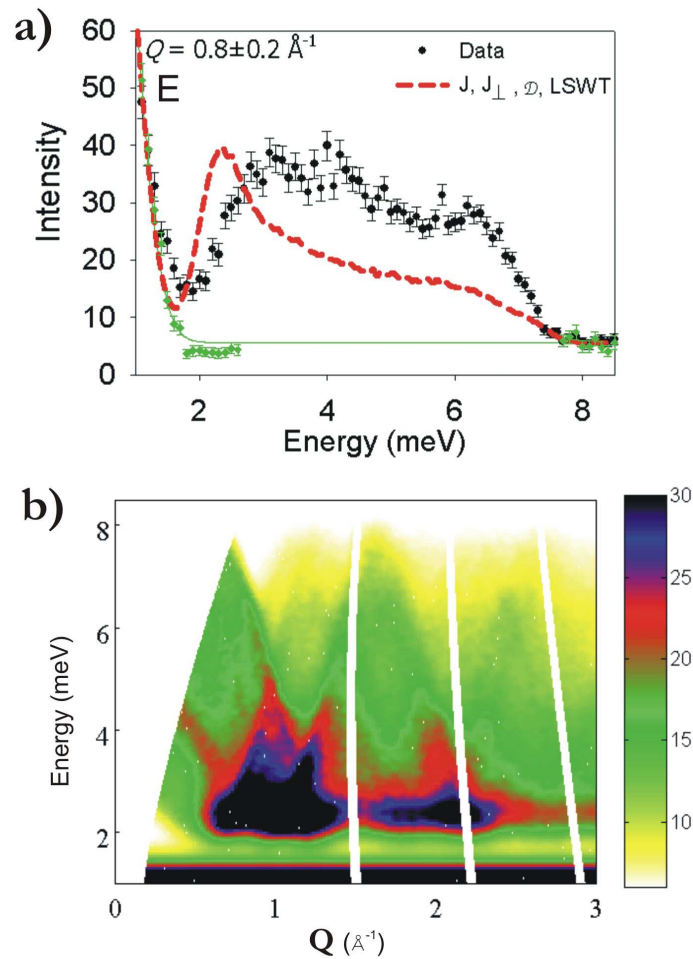 a)
60
50
40
30
20
10
0
Intensity
Q = 0.8±0.2 Å⁻¹
E
Data
J, J⊥, 𝒟, LSWT
2 4 6 8
Energy (meV)
b)
8
6
4
2
Energy (meV)
0 1 2 3
Q (Å⁻¹)
30
25
20
15
10